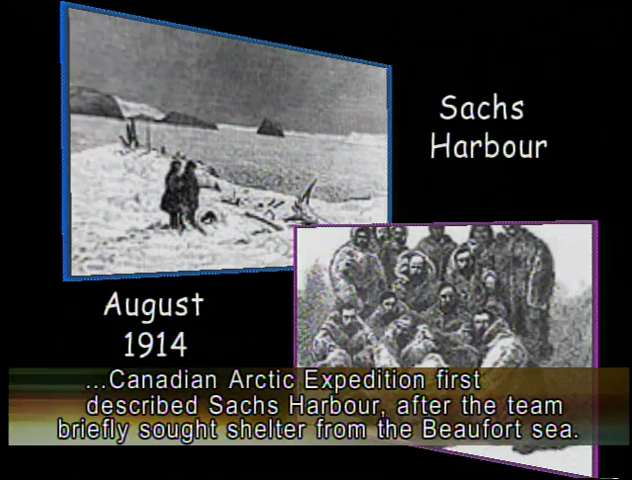 Sachs
Harbour
August
1914
...Canadian Arctic Expedition first
described Sachs Harbour, after the team
briefly sought shelter from the Beaufort sea.